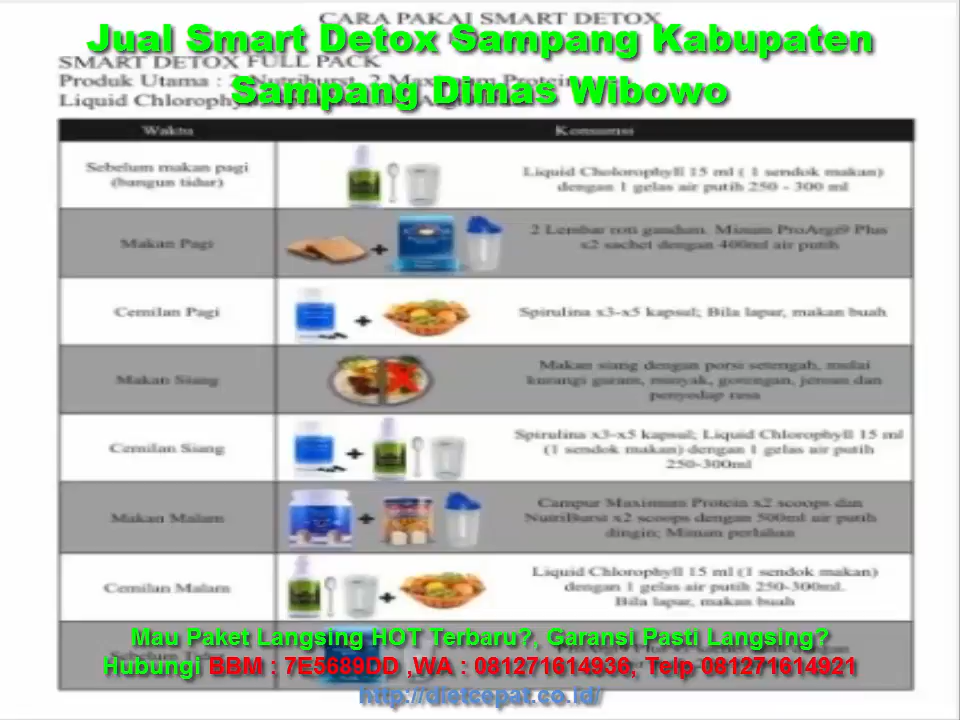 CARA PAKAI SMART DETOX
Jual Smart Detox Sampang Kabupaten
SMART DETOX FULL PACK
Sampang Dimas Wibowo
Produk Utama : 2 Nutriburst, 2 Maximum Protein
Liquid Chlorophyll
Waktu Konsumsi
Sebelum makan pagi
(bangun tidur)
Liquid Cholorophyll 15 ml ( 1 sendok makan)
dengan 1 gelas air putih 250 - 300 ml
Makan Pagi
2 Lembar roti gandum. Minum ProArgi9 Plus
x2 sachet dengan 400ml air putih
Cemilan Pagi
Spirulina x3-x5 kapsul; Bila lapar, makan buah
Makan Siang
Makan siang dengan porsi setengah, mulai
kurangi garam, minyak, gorengan, jeroan dan
penyedap rasa
Cemilan Siang
Spirulina x3-x5 kapsul; Liquid Chlorophyll 15 ml
(1 sendok makan) dengan 1 gelas air putih
250-300ml
Makan Malam
Campur Maximum Protein x2 scoops dan
NutriBurst x2 scoops dengan 500ml air putih
dingin; Minum perlahan
Cemilan Malam
Liquid Chlorophyll 15 ml (1 sendok makan)
dengan 1 gelas air putih 250-300ml.
Bila lapar, makan buah
Mau Paket Langsing HOT Terbaru?, Garansi Pasti Langsing?
Hubungi BBM : 7E5689DD ,WA : 081271614936, Telp 081271614921
http://dietcepat.co.id/